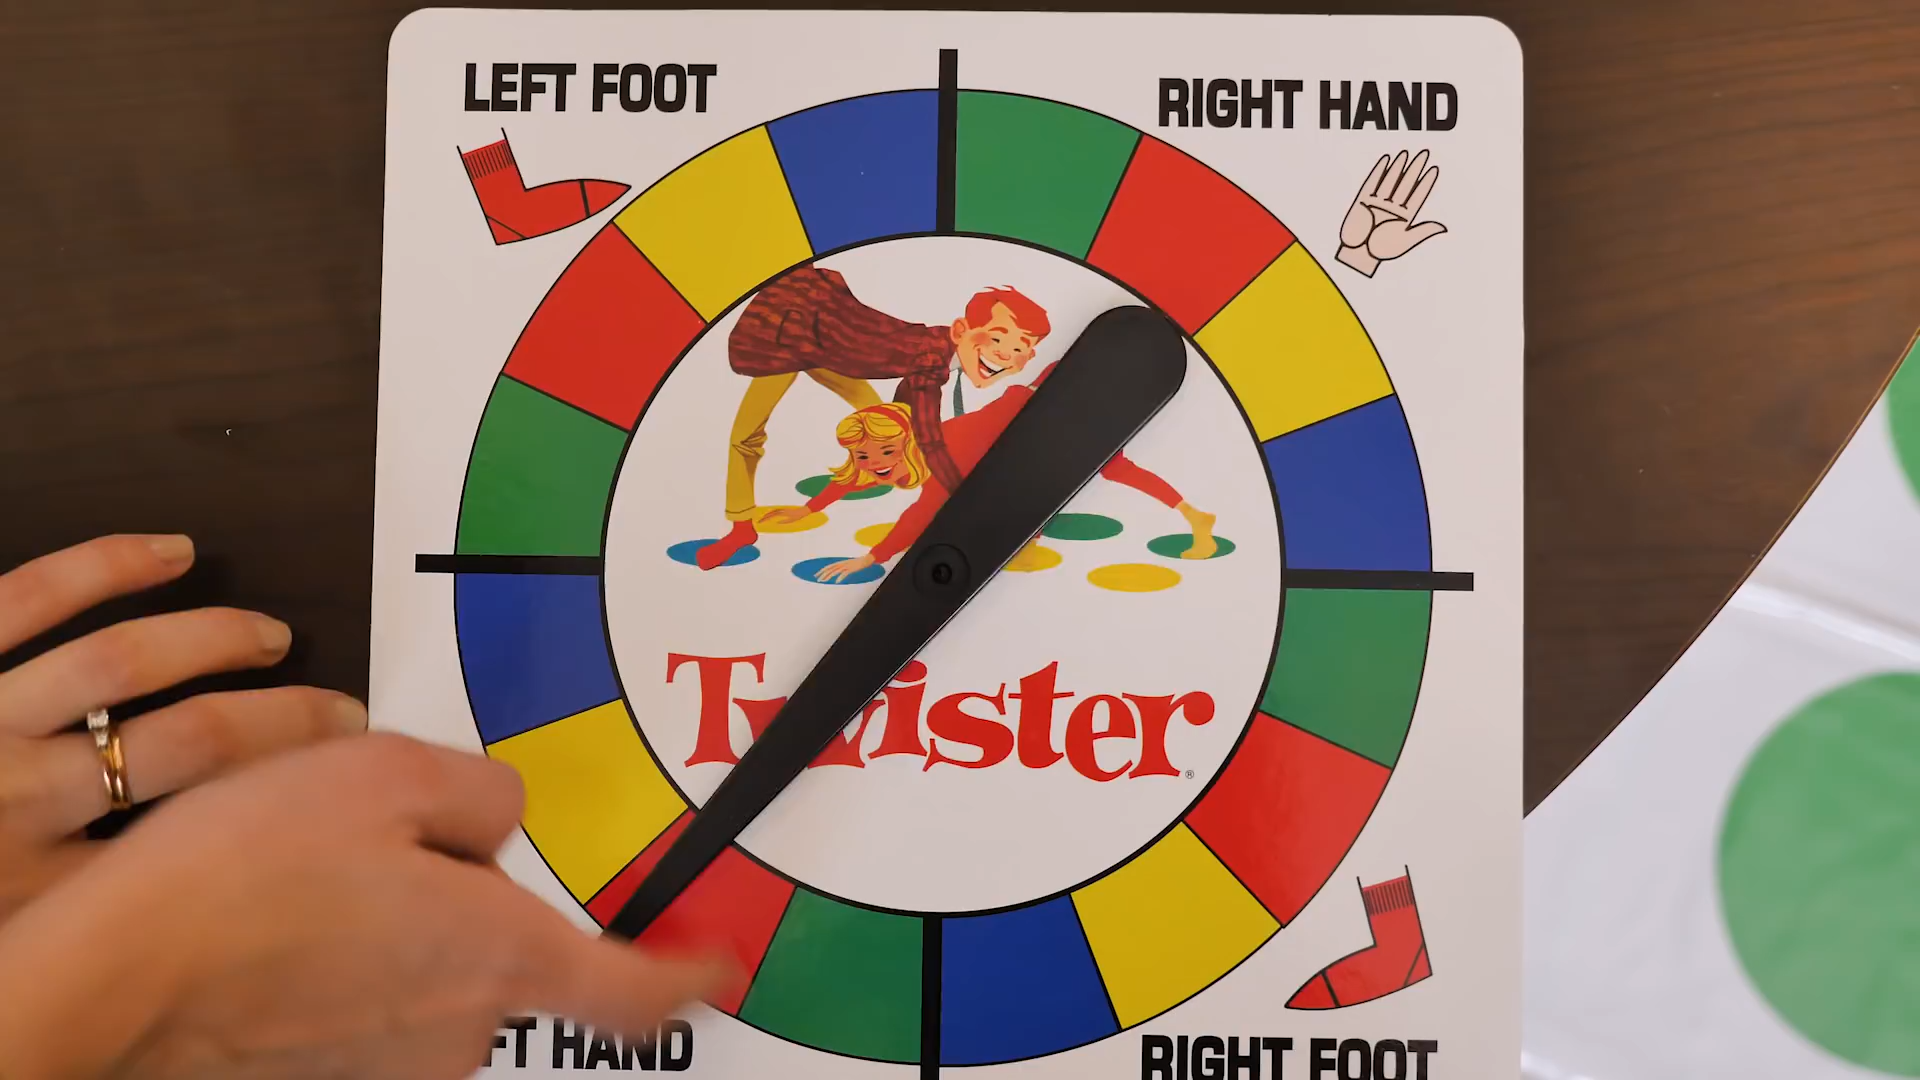 LEFT FOOT
RIGHT HAND
Twister®
FT HAND
RIGHT FOOT